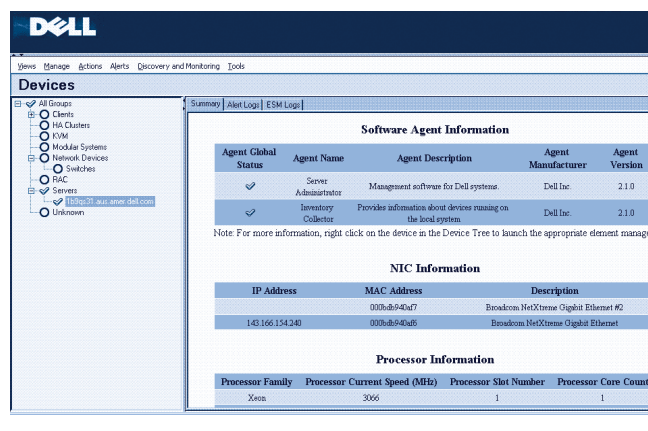 DELL
Views Manage Actions Alerts Discovery and Monitoring Tools
Devices
All Groups
Clients
HA Clusters
KVM
Modular Systems
Network Devices
Switches
RAC
Servers
1b9qs31.aus.amer.dell.com
Unknown
Summary Alert Logs ESM Logs
Software Agent Information
Agent Global Status Agent Name Agent Description Agent Manufacturer Agent Version
Server Administrator Management software for Dell systems. Dell Inc. 2.1.0
Inventory Collector Provides information about devices running on the local system Dell Inc. 2.1.0
Note: For more information, right click on the device in the Device Tree to launch the appropriate element manage
NIC Information
IP Address MAC Address Description
000bdb940af7 Broadcom NetXtreme Gigabit Ethernet #2
143.166.154.240 000bdb940af6 Broadcom NetXtreme Gigabit Ethernet
Processor Information
Processor Family Processor Current Speed (MHz) Processor Slot Number Processor Core Count
Xeon 3066 1 1